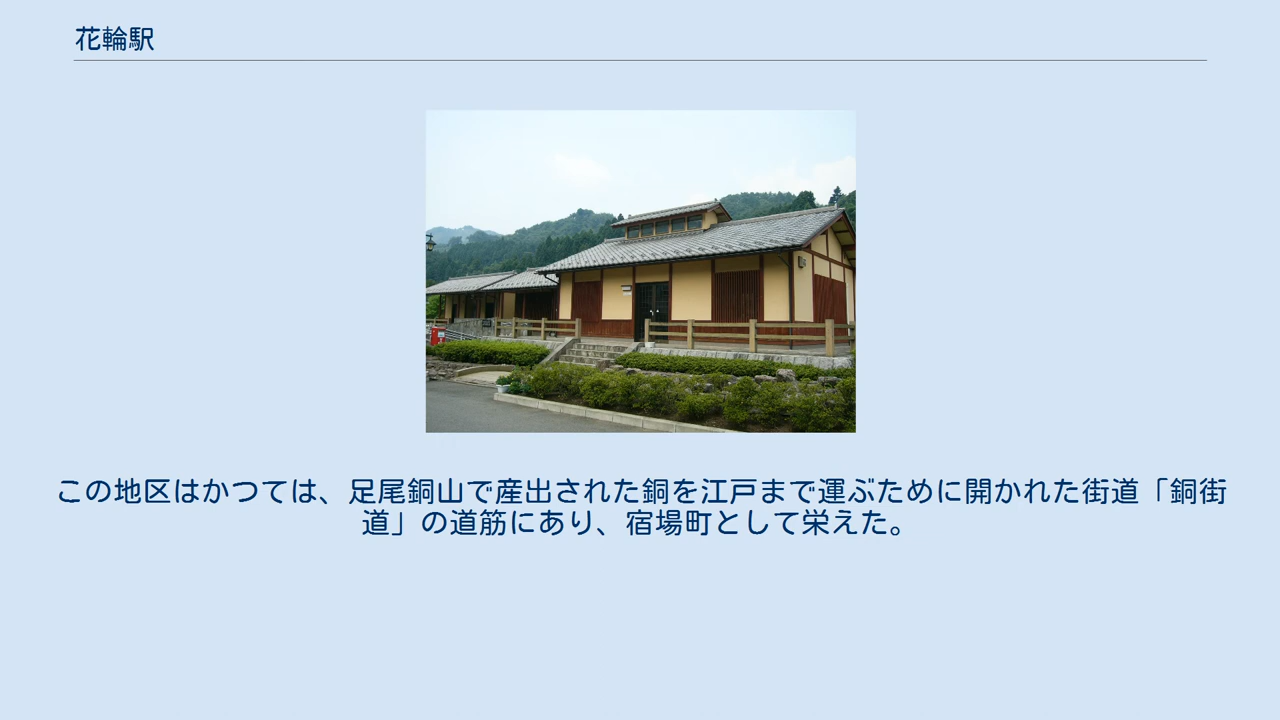 花輪駅
この地区はかつては、足尾銅山で産出された銅を江戸まで運ぶために開かれた街道「銅街
道」の道筋にあり、宿場町として栄えた。